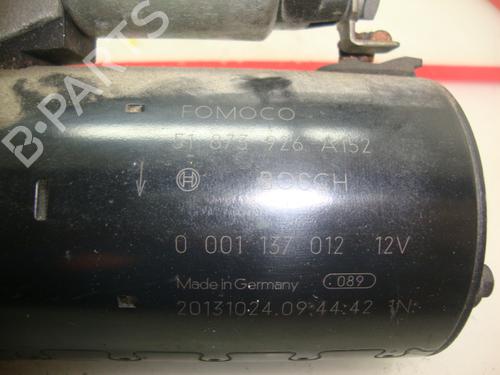 B-PARTS
FOMOCO
51 873 926 A152
BOSCH
0 001 137 012 12V
Made in Germany 089
20131024.09:44:42 1N